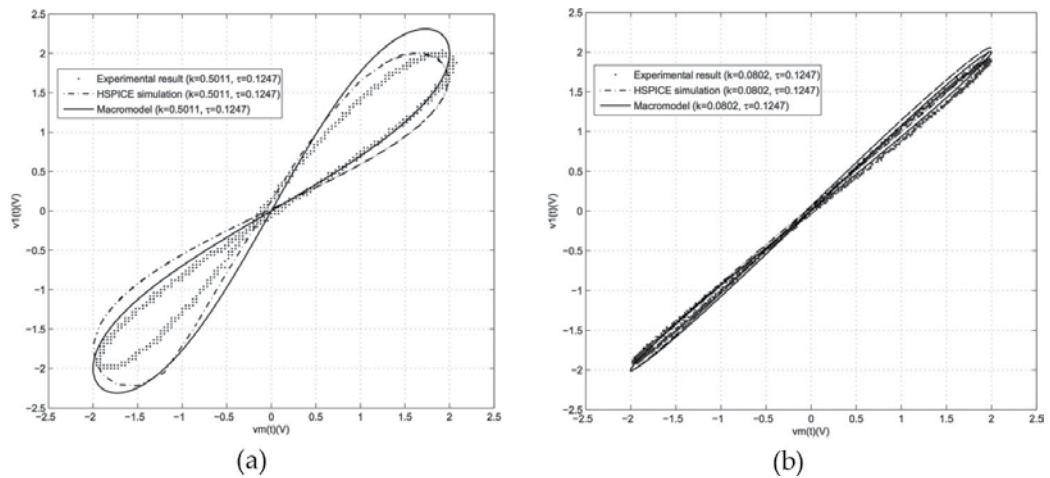 2.5
2
1.5
1
0.5
0
−0.5
−1
−1.5
−2
−2.5
v1(t)(V)
Experimental result (k=0.5011, τ=0.1247)
HSPICE simulation (k=0.5011, τ=0.1247)
Macromodel (k=0.5011, τ=0.1247)
−2.5 −2 −1.5 −1 −0.5 0 0.5 1 1.5 2 2.5
vm(t)(V)
(a)
2.5
2
1.5
1
0.5
0
−0.5
−1
−1.5
−2
−2.5
v1(t)(V)
Experimental result (k=0.0802, τ=0.1247)
HSPICE simulation (k=0.0802, τ=0.1247)
Macromodel (k=0.0802, τ=0.1247)
−2.5 −2 −1.5 −1 −0.5 0 0.5 1 1.5 2 2.5
vm(t)(V)
(b)